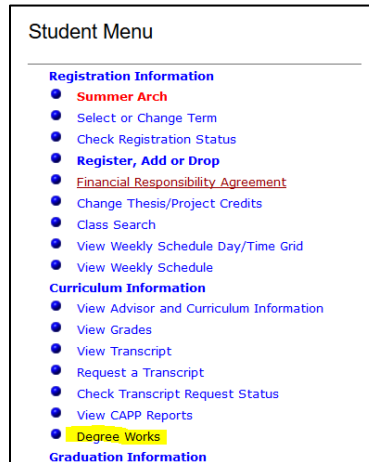 Student Menu
Registration Information
Summer Arch
Select or Change Term
Check Registration Status
Register, Add or Drop
Financial Responsibility Agreement
Change Thesis/Project Credits
Class Search
View Weekly Schedule Day/Time Grid
View Weekly Schedule
Curriculum Information
View Advisor and Curriculum Information
View Grades
View Transcript
Request a Transcript
Check Transcript Request Status
View CAPP Reports
Degree Works
Graduation Information